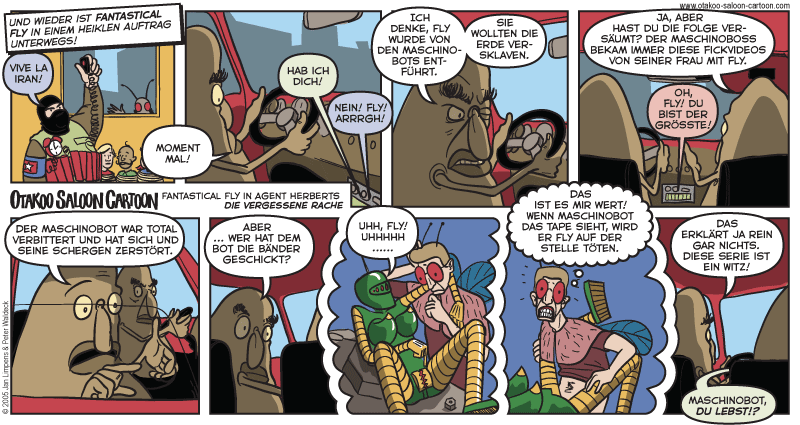 www.otakoo-saloon-cartoon.com
UND WIEDER IST FANTASTICAL
FLY IN EINEM HEIKLEN AUFTRAG
UNTERWEGS!
VIVE LA
IRAN!
MOMENT
MAL!
HAB ICH
DICH!
NEIN! FLY!
ARRRGH!
ICH
DENKE, FLY
WURDE VON
DEN MASCHINO-
BOTS ENT-
FÜHRT.
SIE
WOLLTEN DIE
ERDE VER-
SKLAVEN.
JA, ABER
HAST DU DIE FOLGE VER-
SÄUMT? DER MASCHINOBOSS
BEKAM IMMER DIESE FICKVIDEOS
VON SEINER FRAU MIT FLY.
OH,
FLY! DU
BIST DER
GRÖSSTE!
OTAKOO SALOON CARTOON
FANTASTICAL FLY IN AGENT HERBERTS
DIE VERGESSENE RACHE
DER MASCHINOBOT WAR TOTAL
VERBITTERT UND HAT SICH UND
SEINE SCHERGEN ZERSTÖRT.
ABER
... WER HAT DEM
BOT DIE BÄNDER
GESCHICKT?
UHH, FLY!
UHHHHH
......
DAS
IST ES MIR WERT!
WENN MASCHINOBOT
DAS TAPE SIEHT, WIRD
ER FLY AUF DER
STELLE TÖTEN.
DAS
ERKLÄRT JA REIN
GAR NICHTS.
DIESE SERIE IST
EIN WITZ!
MASCHINOBOT,
DU LEBST!?
© 2005 Jan Limpens & Peter Waldeck